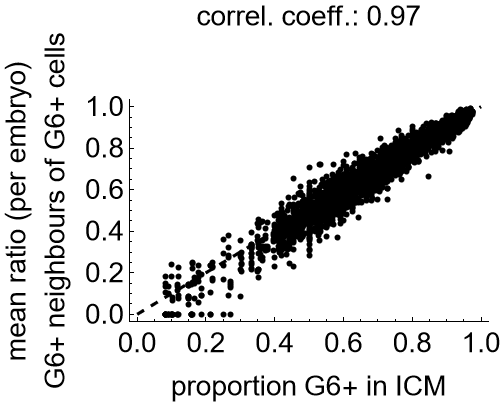 correl. coeff.: 0.97
mean ratio (per embryo)
G6+ neighbours of G6+ cells
1.0
0.8
0.6
0.4
0.2
0.0
0.0 0.2 0.4 0.6 0.8 1.0
proportion G6+ in ICM